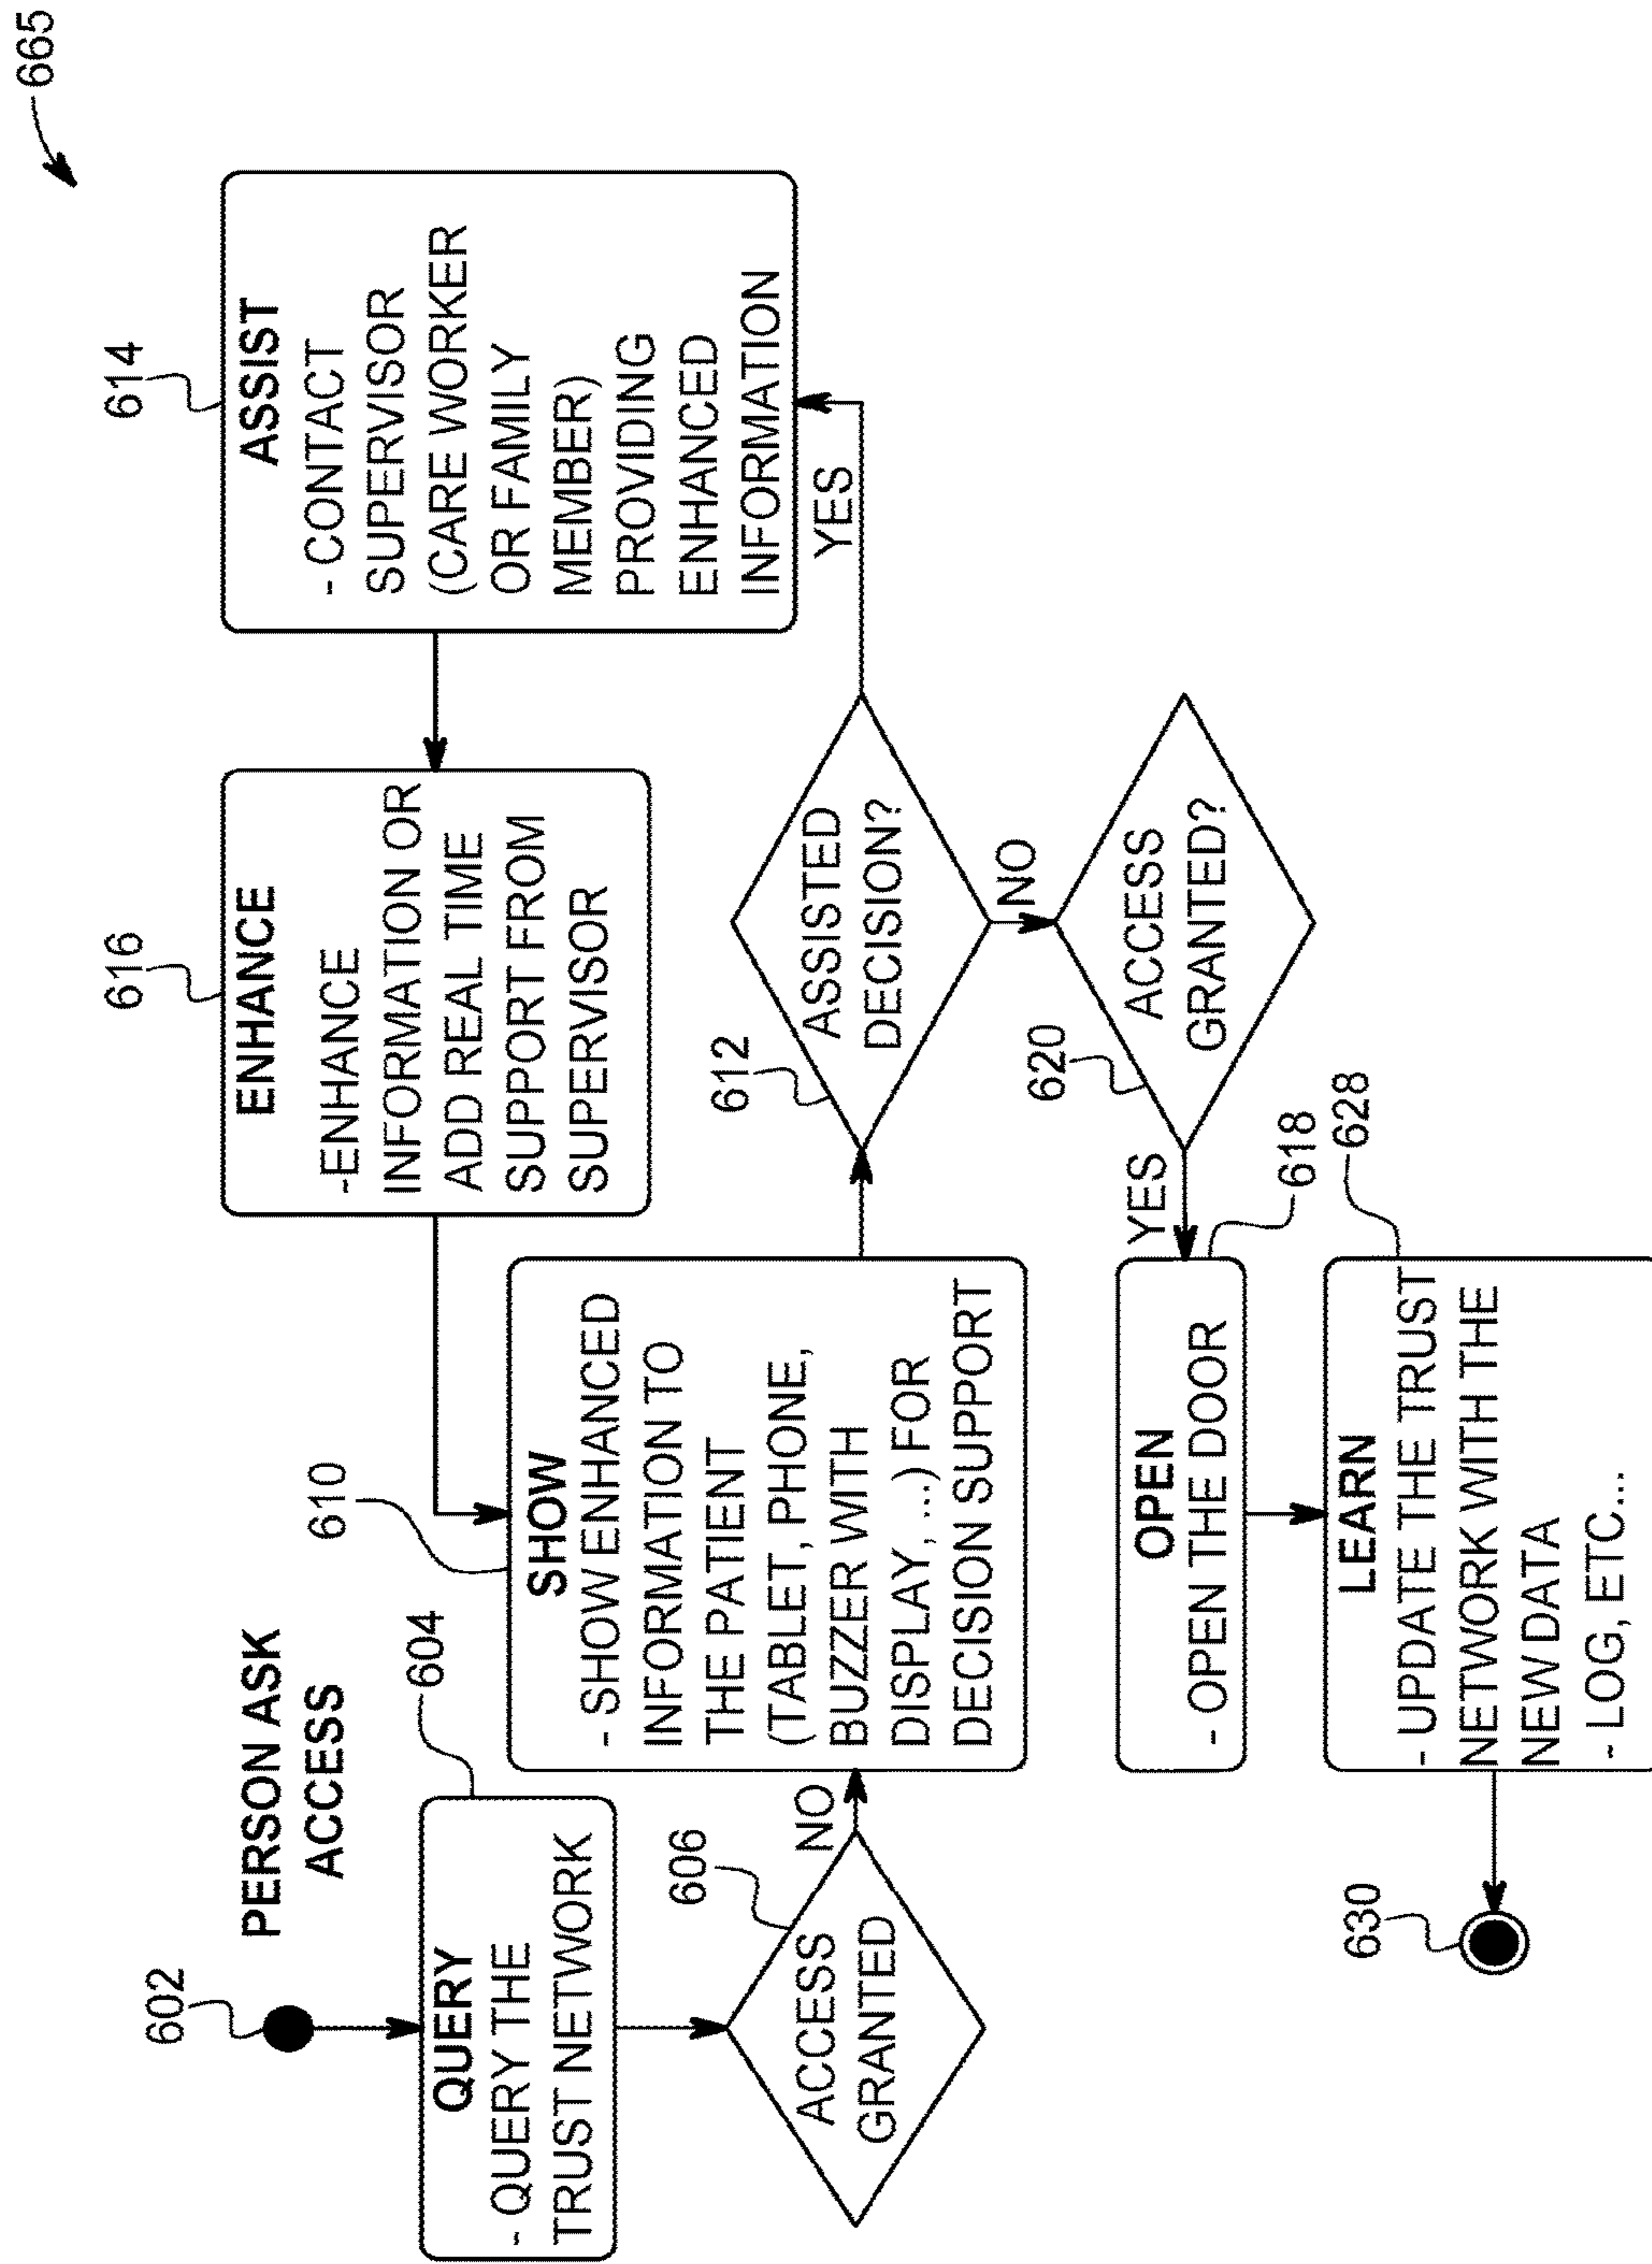 665
602
PERSON ASK
ACCESS
604
QUERY
- QUERY THE
TRUST NETWORK
606
ACCESS
GRANTED
NO
610
SHOW
- SHOW ENHANCED
INFORMATION TO
THE PATIENT
(TABLET, PHONE,
BUZZER WITH
DISPLAY, ...) FOR
DECISION SUPPORT
616
ENHANCE
-ENHANCE
INFORMATION OR
ADD REAL TIME
SUPPORT FROM
SUPERVISOR
614
ASSIST
- CONTACT
SUPERVISOR
(CARE WORKER
OR FAMILY
MEMBER)
PROVIDING
ENHANCED
INFORMATION
612
ASSISTED
DECISION?
YES
NO
620
ACCESS
GRANTED?
YES
618
OPEN
- OPEN THE DOOR
628
LEARN
- UPDATE THE TRUST
NETWORK WITH THE
NEW DATA
- LOG, ETC...
630